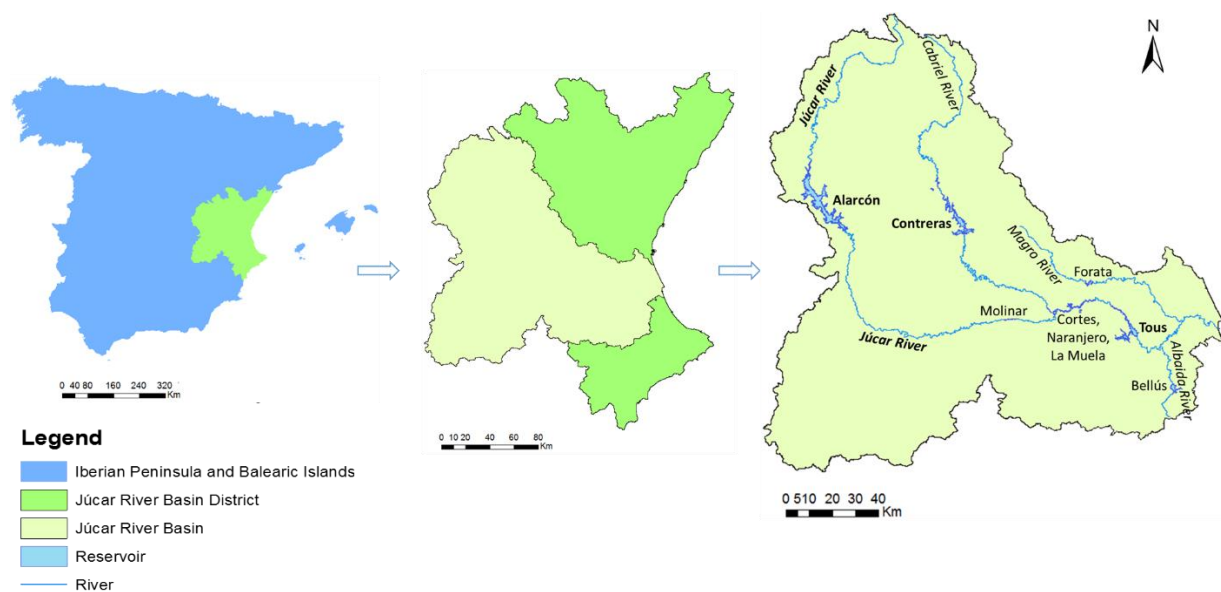 N
Júcar River
Cabriel River
Alarcón
Contreras
Magro River
Forata
Molinar
Cortes,
Naranjero,
La Muela
Tous
Júcar River
Albaida River
Bellús
0 40 80 160 240 320
Km
0 10 20 40 60 80
Km
0 510 20 30 40
Km
Legend
Iberian Peninsula and Balearic Islands
Júcar River Basin District
Júcar River Basin
Reservoir
River